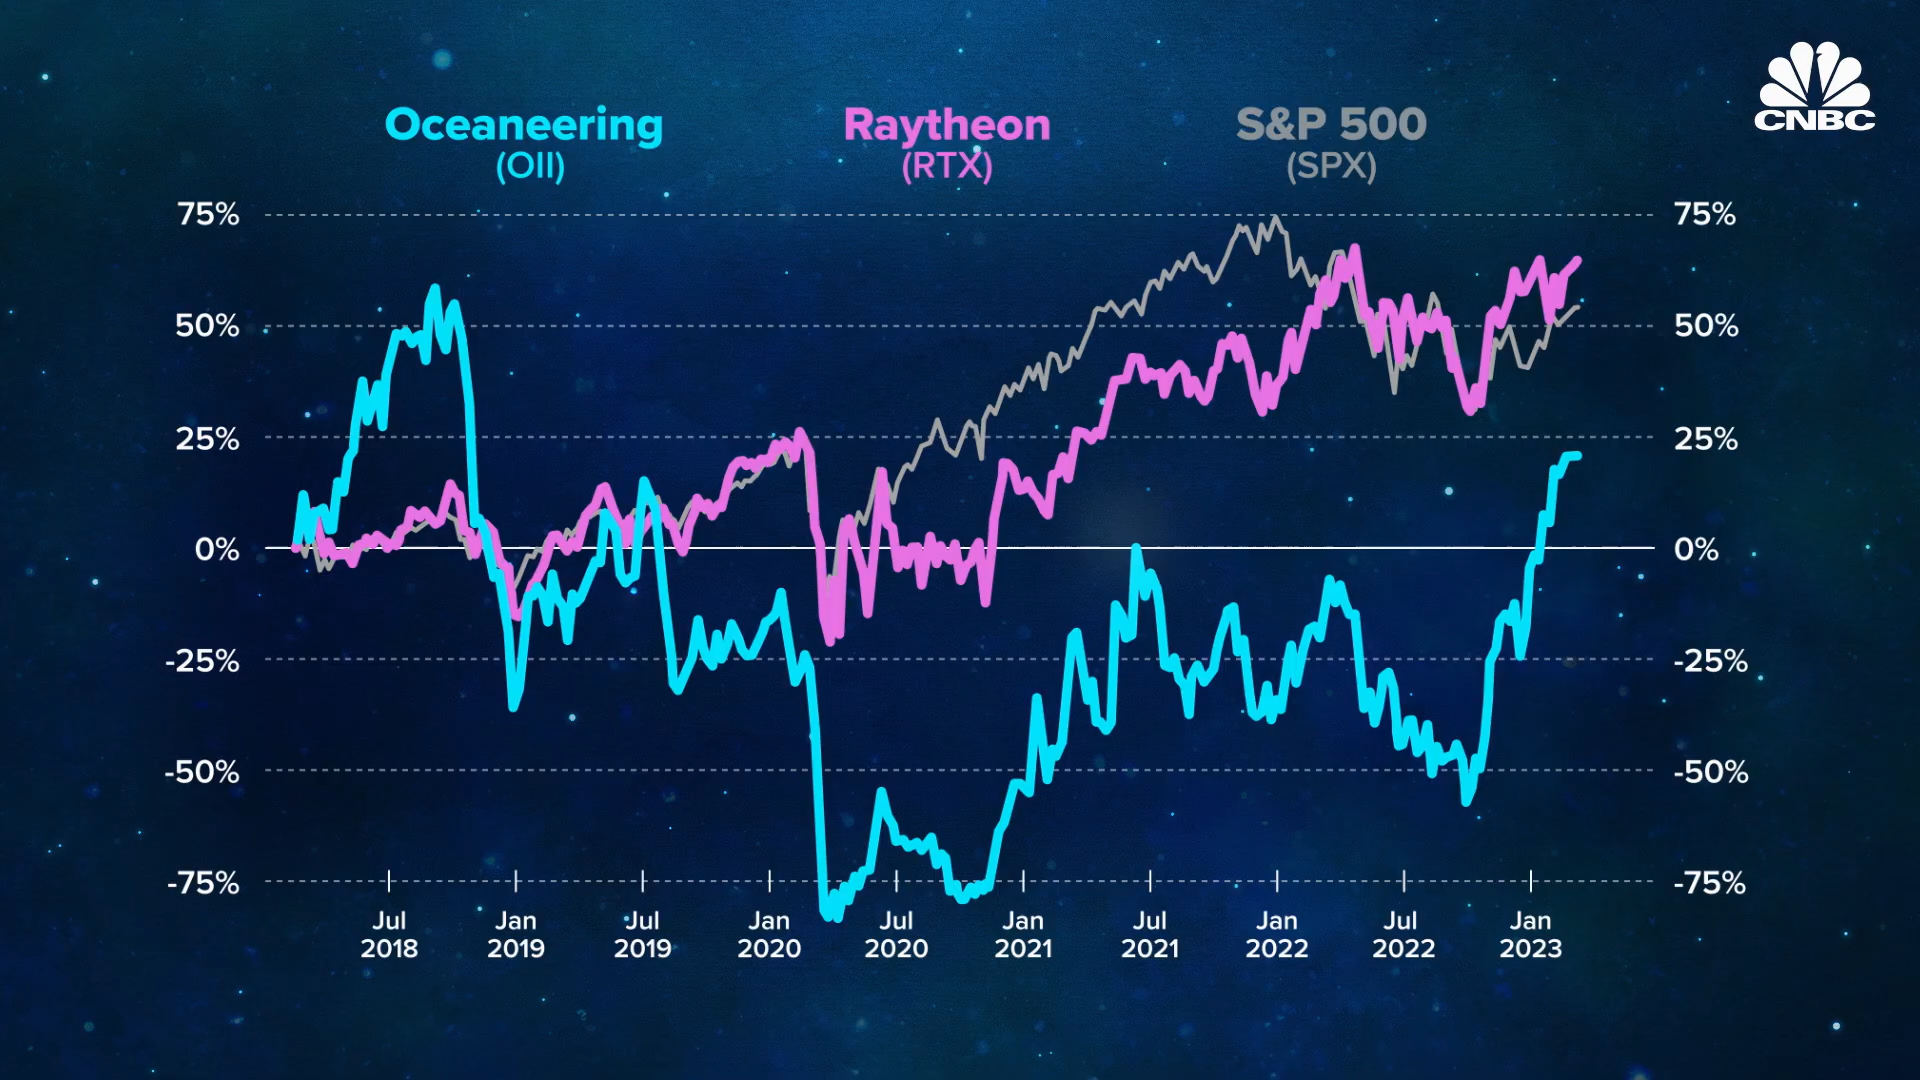 CNBC
Oceaneering
(OII)
Raytheon
(RTX)
S&P 500
(SPX)
75% 75%
50% 50%
25% 25%
0% 0%
-25% -25%
-50% -50%
-75% -75%
Jul Jan Jul Jan Jul Jan Jul Jan Jul Jan
2018 2019 2019 2020 2020 2021 2021 2022 2022 2023